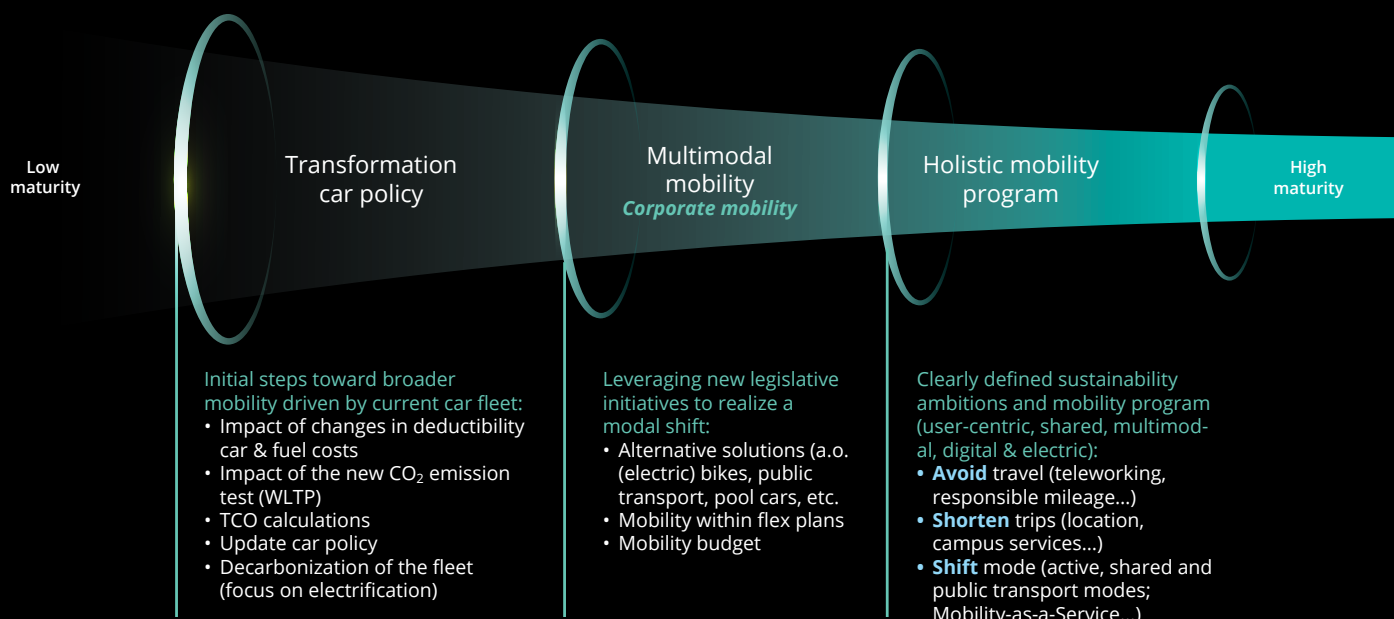 Low
maturity
Transformation
car policy
Multimodal
mobility
Corporate mobility
Holistic mobility
program
High
maturity
Initial steps toward broader
mobility driven by current car fleet:
• Impact of changes in deductibility
car & fuel costs
• Impact of the new CO₂ emission
test (WLTP)
• TCO calculations
• Update car policy
• Decarbonization of the fleet
(focus on electrification)
Leveraging new legislative
initiatives to realize a
modal shift:
• Alternative solutions (a.o.
(electric) bikes, public
transport, pool cars, etc.
• Mobility within flex plans
• Mobility budget
Clearly defined sustainability
ambitions and mobility program
(user-centric, shared, multimod-
al, digital & electric):
• Avoid travel (teleworking,
responsible mileage...)
• Shorten trips (location,
campus services...)
• Shift mode (active, shared and
public transport modes;
Mobility-as-a-Service...)